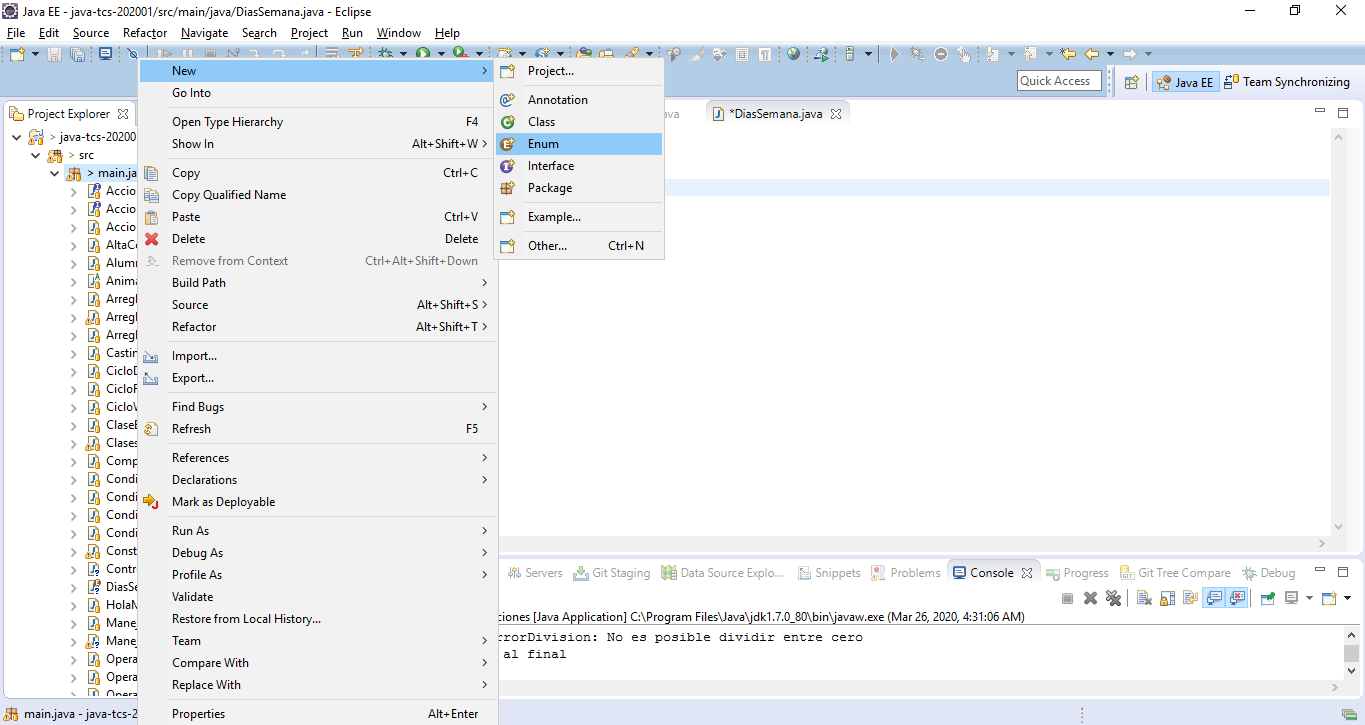 Java EE - java-tcs-202001/src/main/java/DiasSemana.java - Eclipse
File Edit Source Refactor Navigate Search Project Run Window Help
Quick Access Java EE Team Synchronizing
Project Explorer
ava *DiasSemana.java
> java-tcs-20200
> src
> main.ja
Accio
Accio
Accio
AltaCo
Alumn
Anima
Arregl
Arregl
Arregl
Castin
CicloD
CicloF
CicloW
ClaseE
Clases
Comp
Condi
Condi
Condi
Condi
Const
Contr
DiasSe
HolaM
Manej
Manej
Opera
Opera
Opera
New
Go Into
Open Type Hierarchy F4
Show In Alt+Shift+W >
Copy Ctrl+C
Copy Qualified Name
Paste Ctrl+V
Delete Delete
Remove from Context Ctrl+Alt+Shift+Down
Build Path
Source Alt+Shift+S >
Refactor Alt+Shift+T >
Import...
Export...
Find Bugs
Refresh F5
References
Declarations
Mark as Deployable
Run As
Debug As
Profile As
Validate
Restore from Local History...
Team
Compare With
Replace With
Properties Alt+Enter
Project...
Annotation
Class
Enum
Interface
Package
Example...
Other... Ctrl+N
Servers Git Staging Data Source Explo... Snippets Problems Console Progress Git Tree Compare Debug
ciones [Java Application] C:\Program Files\Java\jdk1.7.0_80\bin\javaw.exe (Mar 26, 2020, 4:31:06 AM)
rrorDivision: No es posible dividir entre cero
al final
main.java - java-tcs-2